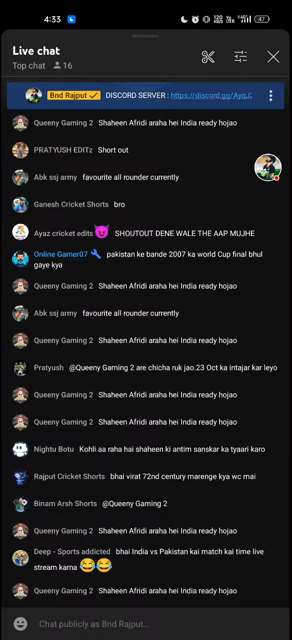 4:33
47
Live chat
Top chat 16
Bnd Rajput DISCORD SERVER : https://discord.gg/AyqJ
Queeny Gaming 2 Shaheen Afridi araha hei India ready hojao
PRATYUSH EDITz Short out
Abk ssj army favourite all rounder currently
Ganesh Cricket Shorts bro
Ayaz cricket edits😈 SHOUTOUT DENE WALE THE AAP MUJHE
Online Gamer07 pakistan ke bande 2007 ka world Cup final bhul
gaye kya
Queeny Gaming 2 Shaheen Afridi araha hei India ready hojao
Abk ssj army favourite all rounder currently
Queeny Gaming 2 Shaheen Afridi araha hei India ready hojao
Pratyush @Queeny Gaming 2 are chicha ruk jao.23 Oct ka intajar kar leyo
Queeny Gaming 2 Shaheen Afridi araha hei India ready hojao
Queeny Gaming 2 Shaheen Afridi araha hei India ready hojao
Nightu Botu Kohli aa raha hai shaheen ki antim sanskar ka tyaari karo
Rajput Cricket Shorts bhai virat 72nd century marenge kya wc mai
Binam Arsh Shorts @Queeny Gaming 2
Queeny Gaming 2 Shaheen Afridi araha hei India ready hojao
Deep - Sports addicted bhai India vs Pakistan kai match kai time live
stream karna 😂😂
Queeny Gaming 2 Shaheen Afridi araha hei India ready hojao
Chat publicly as Bnd Rajput...